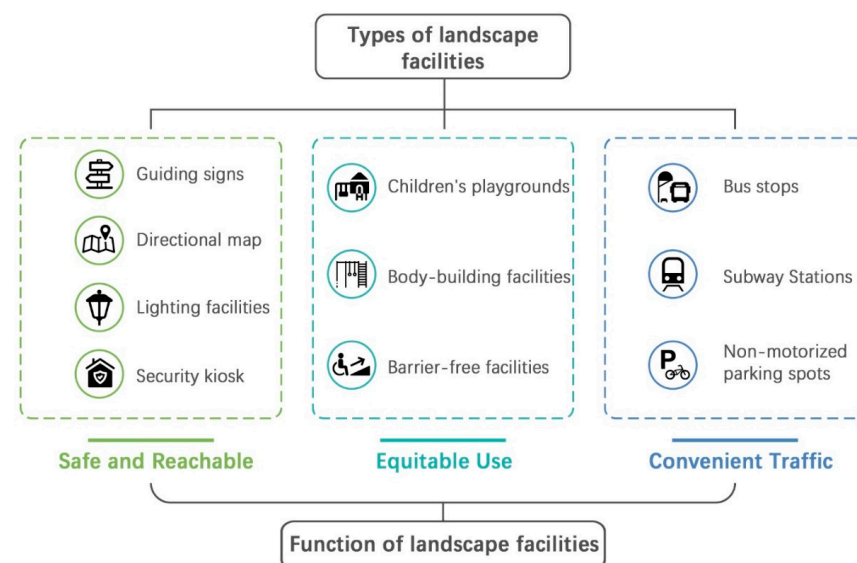 Types of landscape
facilities
Guiding signs
Directional map
Lighting facilities
Security kiosk
Children's playgrounds
Body-building facilities
Barrier-free facilities
Bus stops
Subway Stations
P
Non-motorized
parking spots
Safe and Reachable
Equitable Use
Convenient Traffic
Function of landscape facilities